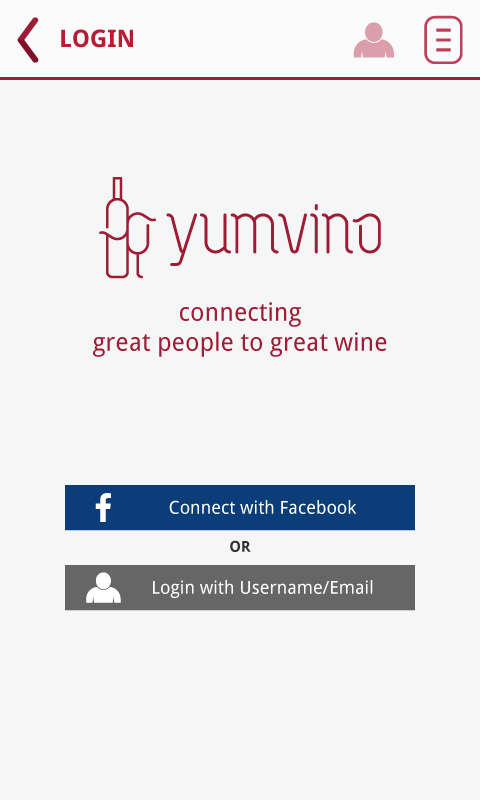 LOGIN
yumvino
connecting
great people to great wine
Connect with Facebook
OR
Login with Username/Email